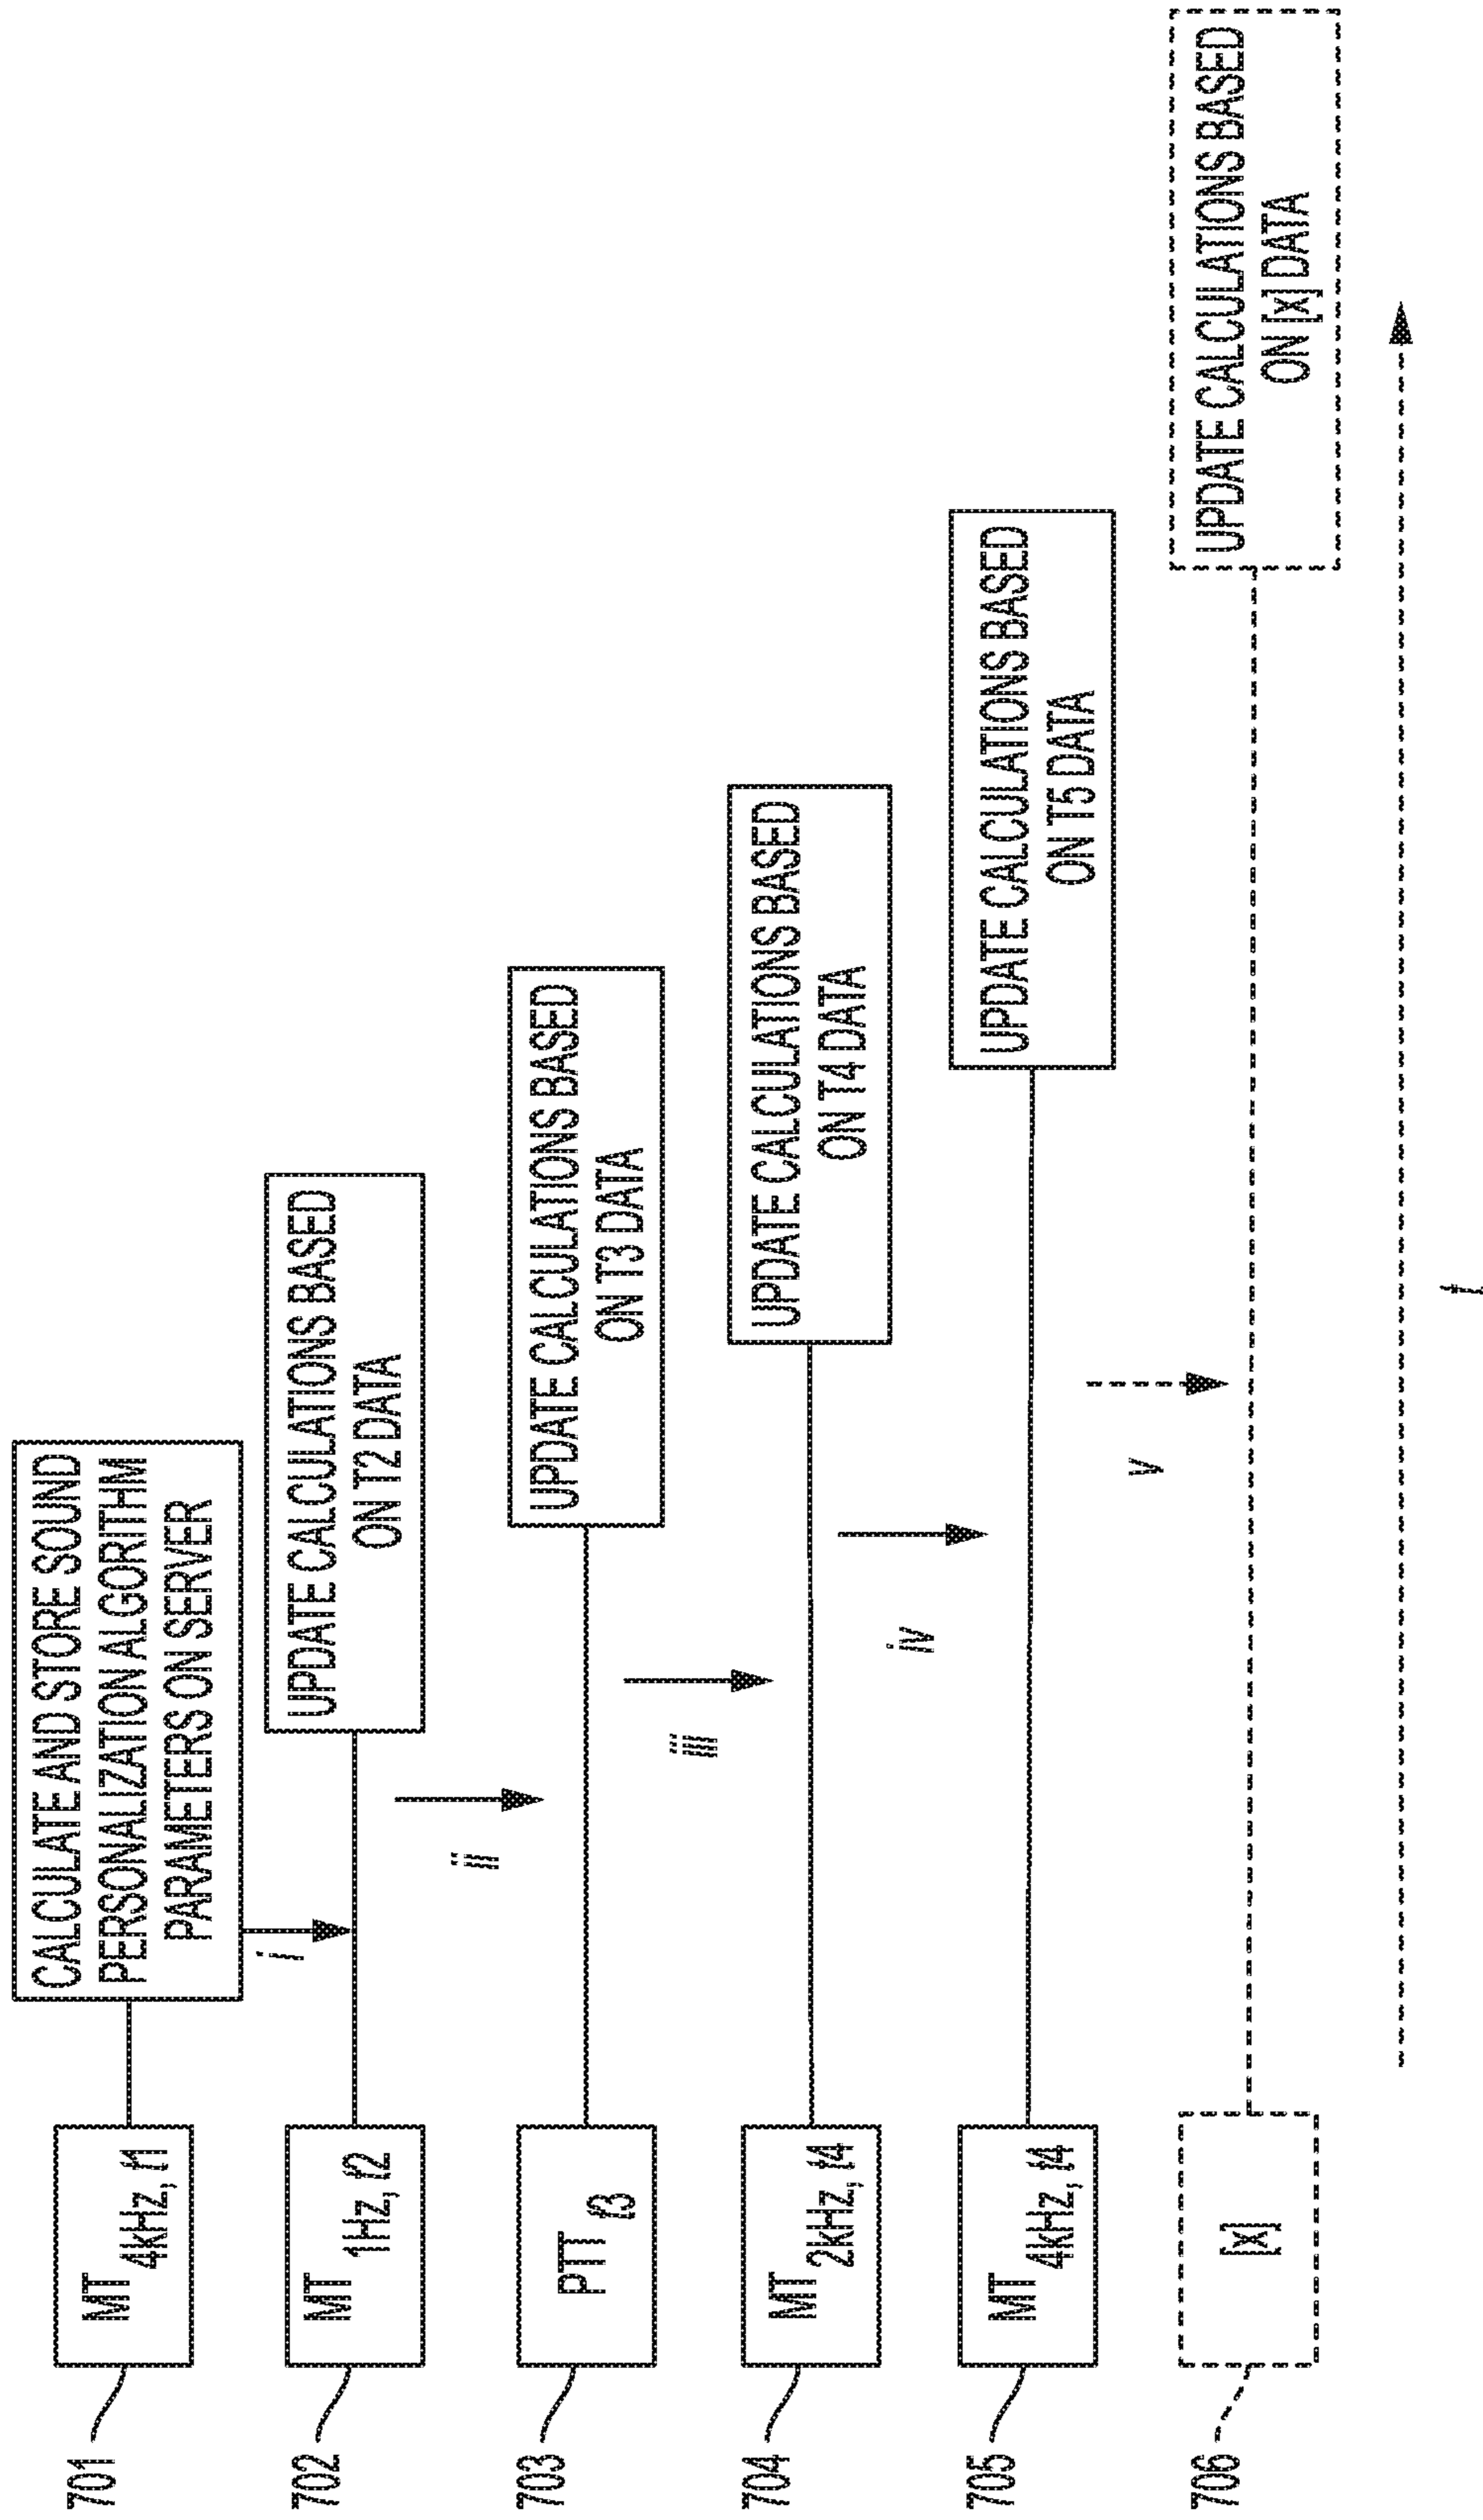 701
MT 4kHz, t1
CALCULATE AND STORE SOUND
PERSONALIZATION ALGORITHM
PARAMETERS ON SERVER
i
702
MT 1Hz, t2
UPDATE CALCULATIONS BASED
ON T2 DATA
ii
703
PTT t3
UPDATE CALCULATIONS BASED
ON T3 DATA
iii
704
MT 2kHz, t4
UPDATE CALCULATIONS BASED
ON T4 DATA
iv
705
MT 4kHz, t4
UPDATE CALCULATIONS BASED
ON T5 DATA
v
706
[x]
UPDATE CALCULATIONS BASED
ON [x] DATA
t